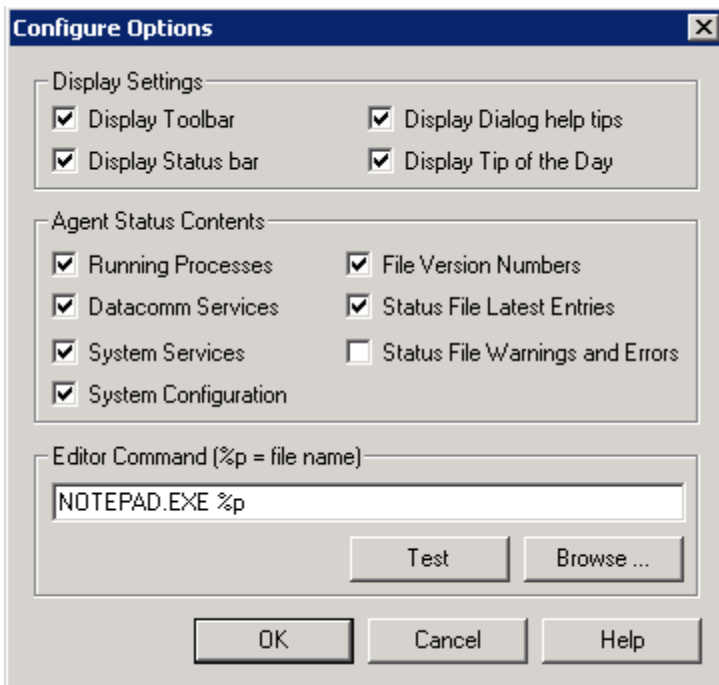 Configure Options
Display Settings
Display Toolbar
Display Dialog help tips
Display Status bar
Display Tip of the Day
Agent Status Contents
Running Processes
File Version Numbers
Datacomm Services
Status File Latest Entries
System Services
Status File Warnings and Errors
System Configuration
Editor Command (%p = file name)
NOTEPAD.EXE %p
Test
Browse ...
OK
Cancel
Help